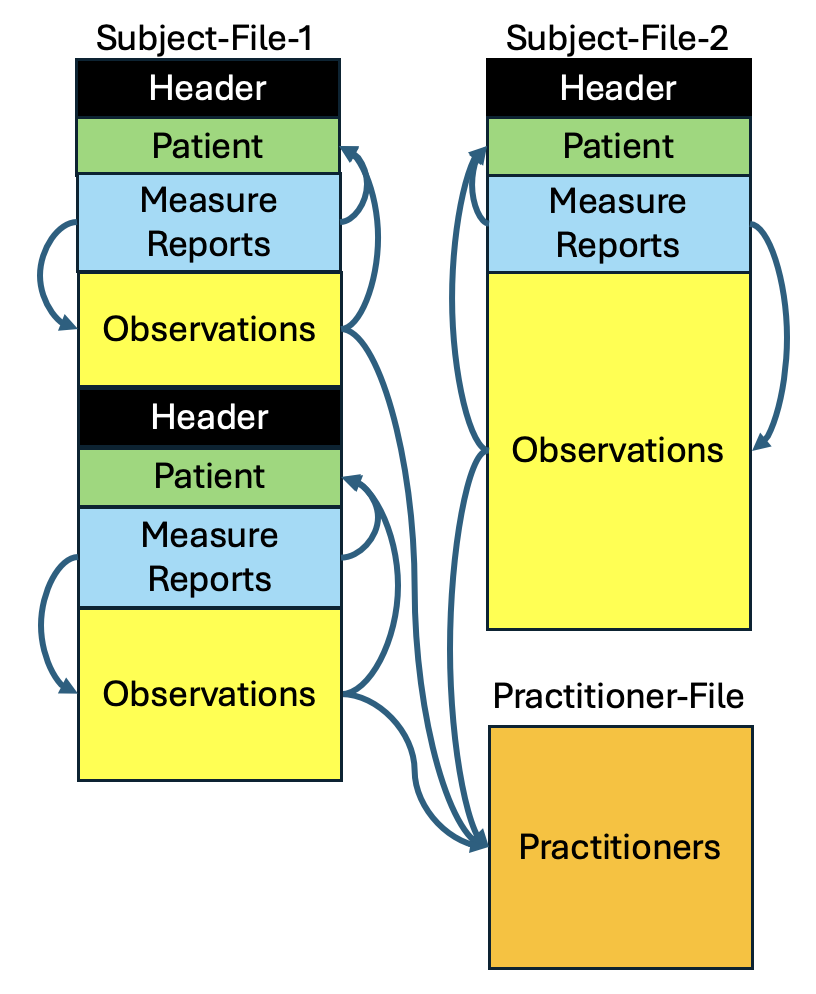 Subject-File-1
Header
Patient
Measure
Reports
Observations
Header
Patient
Measure
Reports
Observations
Subject-File-2
Header
Patient
Measure
Reports
Observations
Practitioner-File
Practitioners